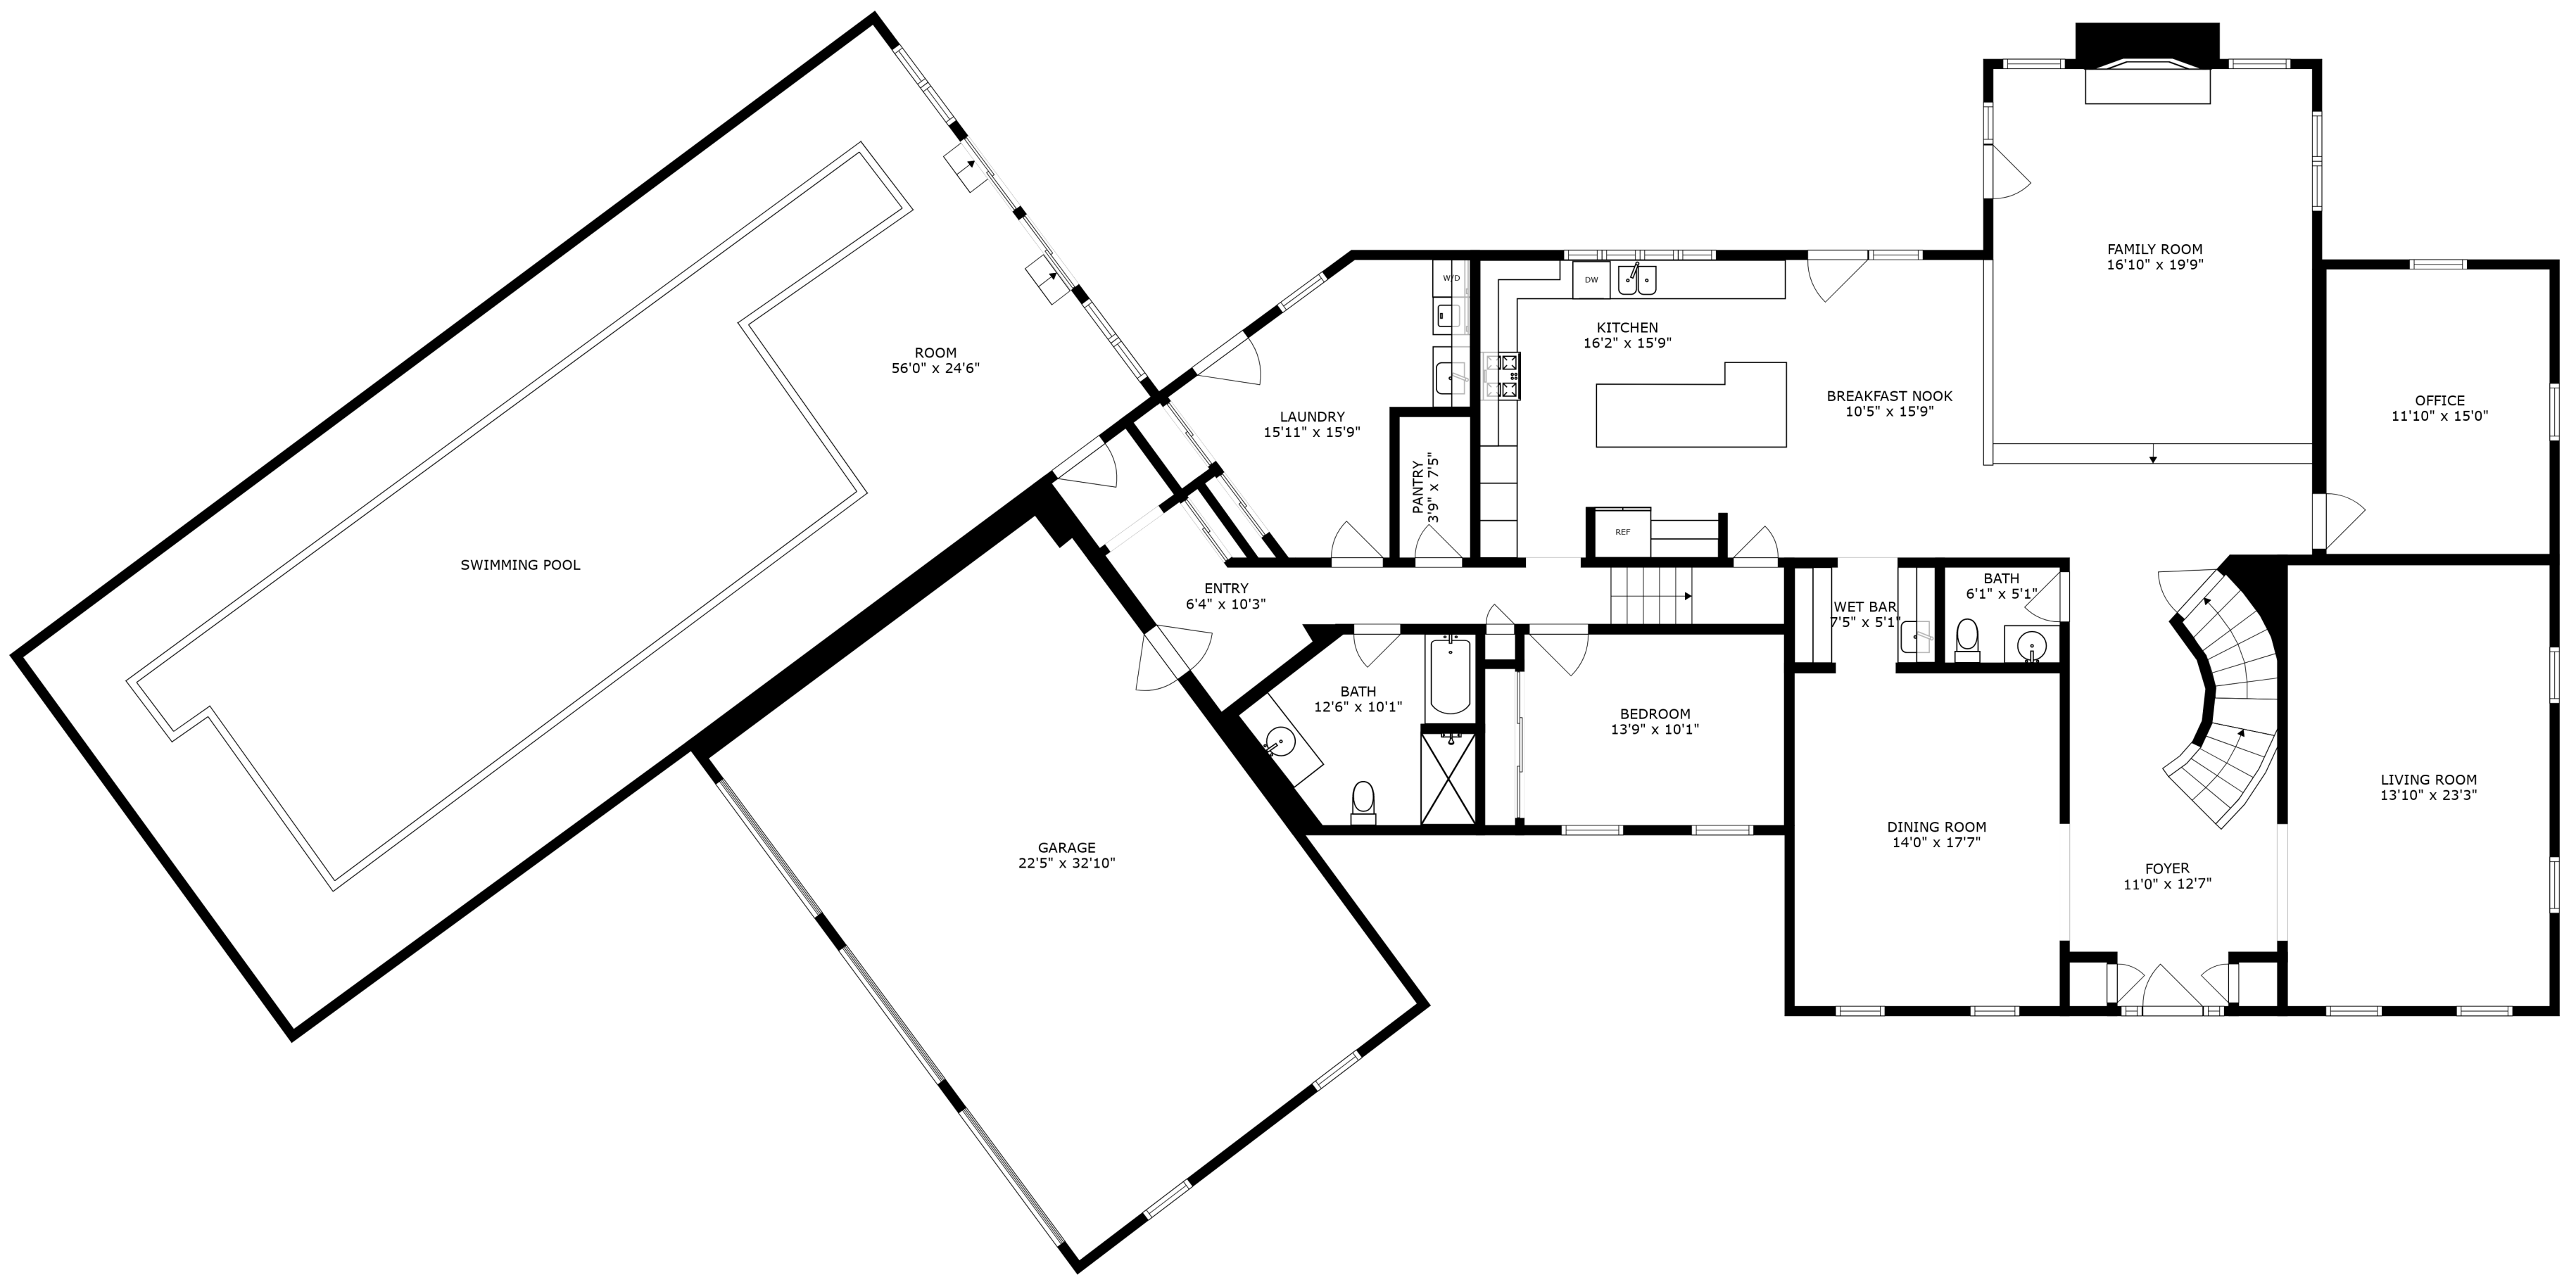 FAMILY ROOM
16'10" x 19'9"
W/D
DW
KITCHEN
16'2" x 15'9"
ROOM
56'0" x 24'6"
BREAKFAST NOOK
10'5" x 15'9"
OFFICE
11'10" x 15'0"
LAUNDRY
15'11" x 15'9"
PANTRY
3'9" x 7'5"
REF
SWIMMING POOL
ENTRY
6'4" x 10'3"
BATH
6'1" x 5'1"
WET BAR
7'5" x 5'1"
BATH
12'6" x 10'1"
BEDROOM
13'9" x 10'1"
LIVING ROOM
13'10" x 23'3"
DINING ROOM
14'0" x 17'7"
GARAGE
22'5" x 32'10"
FOYER
11'0" x 12'7"